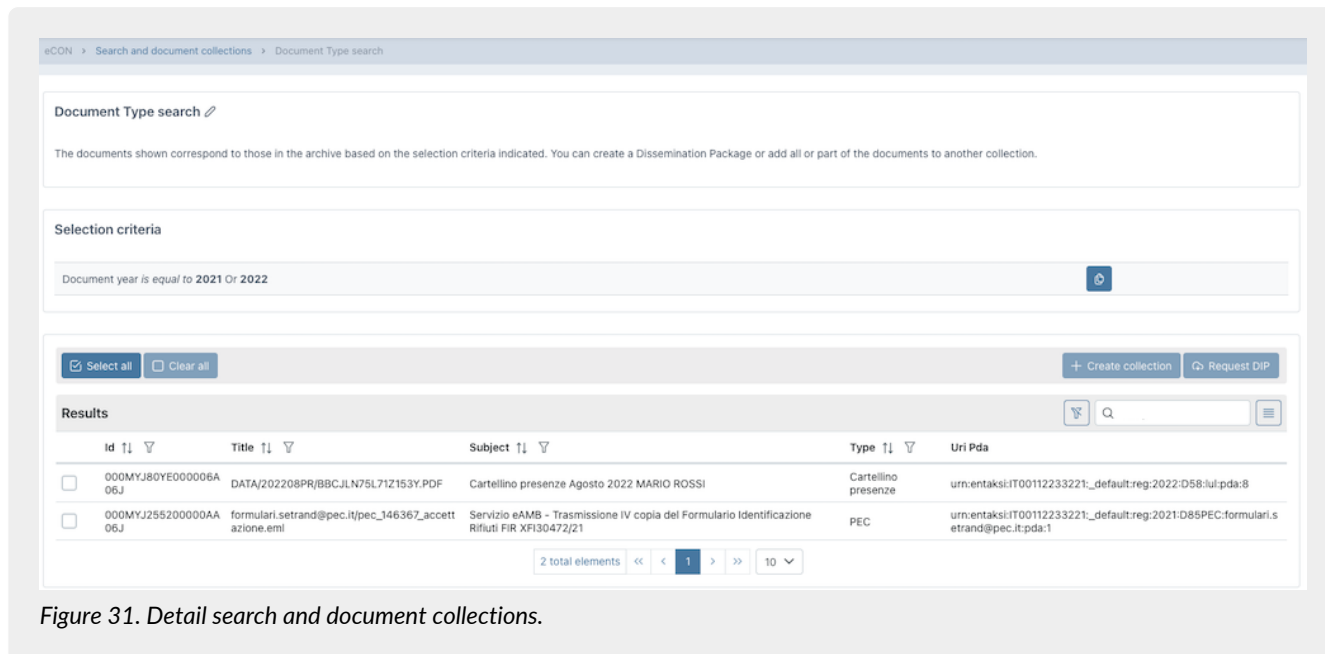 eCON > Search and document collections > Document Type search
Document Type search
The documents shown correspond to those in the archive based on the selection criteria indicated. You can create a Dissemination Package or add all or part of the documents to another collection.
Selection criteria
Document year is equal to 2021 Or 2022
Select all Clear all + Create collection Request DIP
Results
Id Title Subject Type Uri Pda
000MYJ80YE000006A DATA/202208PR/BBCJLN75L71Z153Y.PDF Cartellino presenze Agosto 2022 MARIO ROSSI Cartellino urn:entaksi:IT00112233221:_default:reg:2022:D58:lul:pda:8
06J presenze
000MYJ255200000AA formulari.setrand@pec.it/pec_146367_accett Servizio eAMB - Trasmissione IV copia del Formulario Identificazione PEC urn:entaksi:IT00112233221:_default:reg:2021:D85PEC:formulari.s
06J azione.eml Rifiuti FIR XFI30472/21 etrand@pec.it:pda:1
2 total elements « < 1 > » 10
Figure 31. Detail search and document collections.